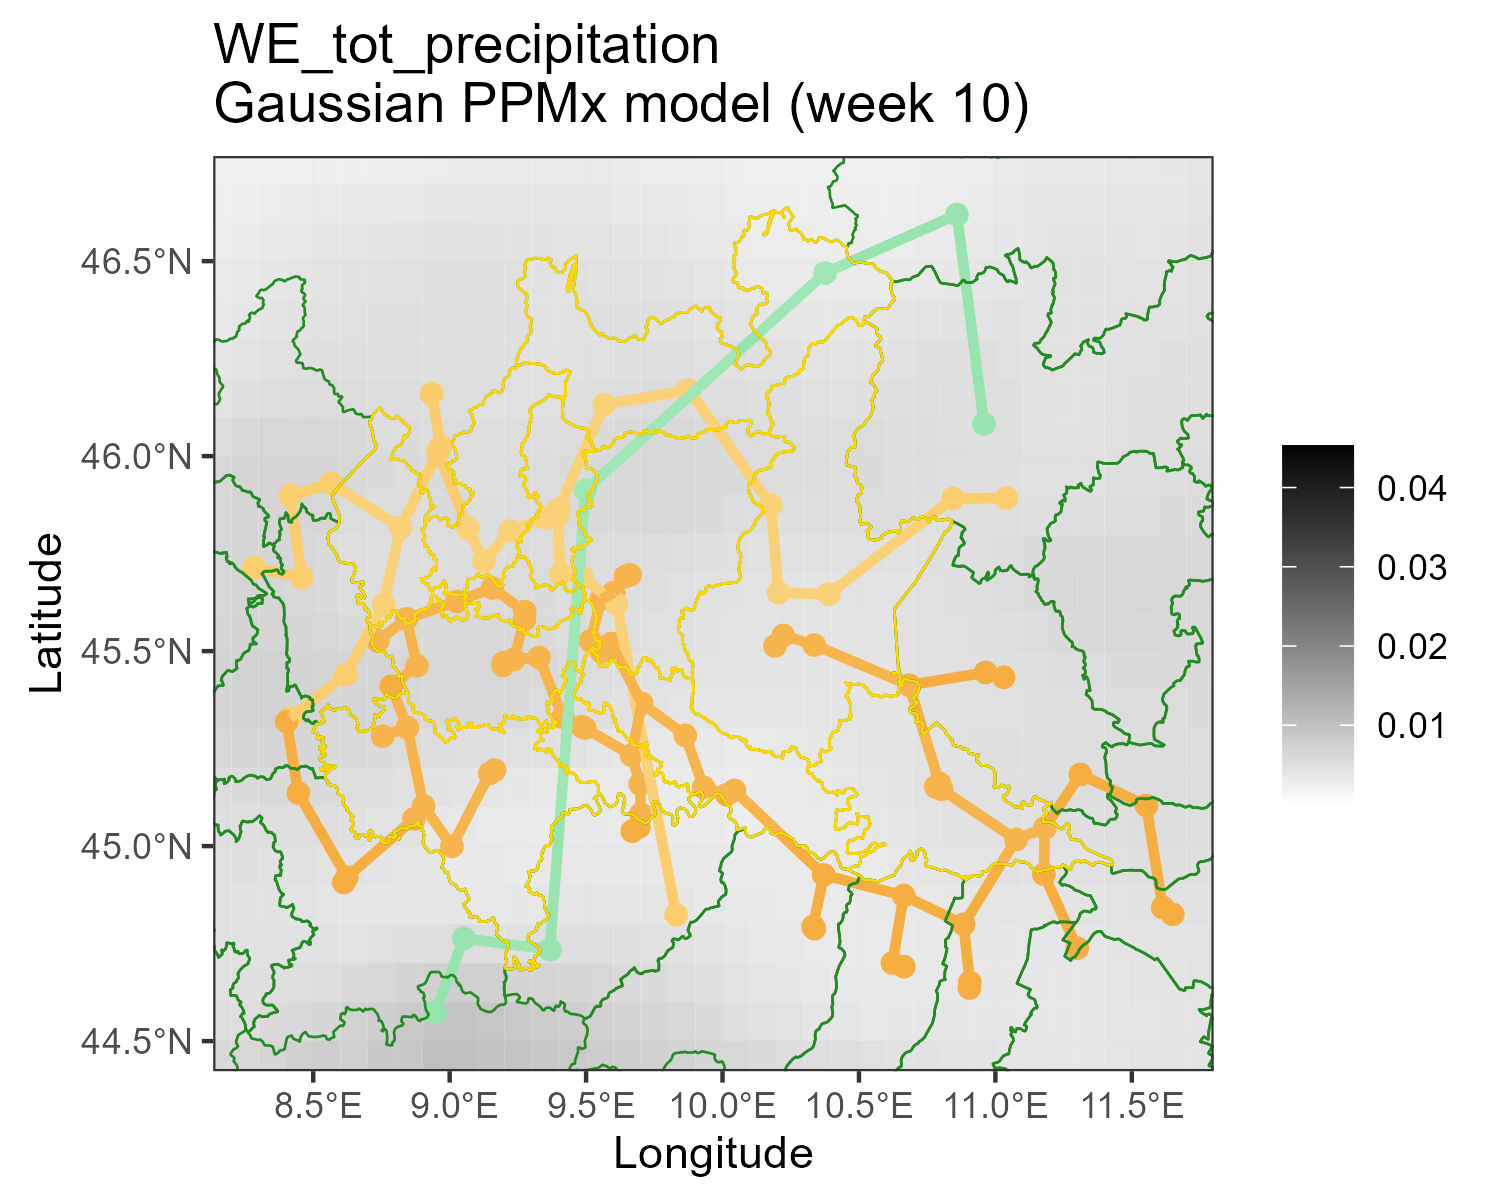 WE_tot_precipitation
Gaussian PPMx model (week 10)
46.5°N
46.0°N
45.5°N
45.0°N
44.5°N
Latitude
8.5°E 9.0°E 9.5°E 10.0°E 10.5°E 11.0°E 11.5°E
Longitude
0.04
0.03
0.02
0.01